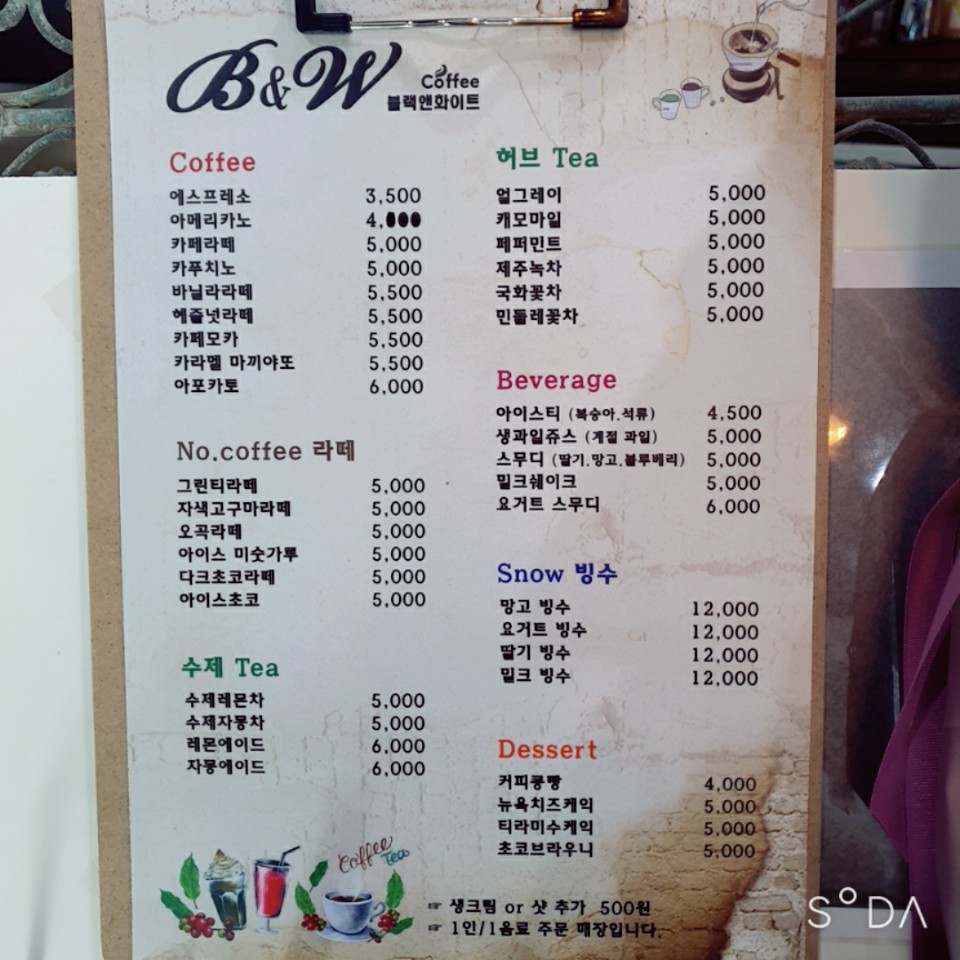 B&W Coffee
블랙앤화이트
Coffee
에스프레소 3,500
아메리카노 4,000
카페라떼 5,000
카푸치노 5,000
바닐라라떼 5,500
헤즐넛라떼 5,500
카페모카 5,500
카라멜 마끼야또 5,500
아포카토 6,000
No.coffee 라떼
그린티라떼 5,000
자색고구마라떼 5,000
오곡라떼 5,000
아이스 미숫가루 5,000
다크초코라떼 5,000
아이스초코 5,000
수제 Tea
수제레몬차 5,000
수제자몽차 5,000
레몬에이드 6,000
자몽에이드 6,000
Coffee
Tea
허브 Tea
얼그레이 5,000
캐모마일 5,000
페퍼민트 5,000
제주녹차 5,000
국화꽃차 5,000
민들레꽃차 5,000
Beverage
아이스티 (복숭아.석류) 4,500
생과일쥬스 (계절 과일) 5,000
스무디 (딸기.망고.블루베리) 5,000
밀크쉐이크 5,000
요거트 스무디 6,000
Snow 빙수
망고 빙수 12,000
요거트 빙수 12,000
딸기 빙수 12,000
밀크 빙수 12,000
Dessert
커피콩빵 4,000
뉴욕치즈케익 5,000
티라미수케익 5,000
초코브라우니 5,000
☞ 생크림 or 샷 추가 500원
☞ 1인/1음료 주문 매장입니다.
SODA